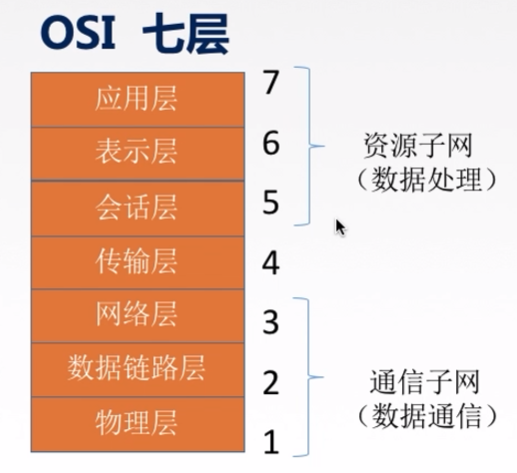 OSI 七层
应用层
7
表示层
6
会话层
5
传输层
4
网络层
3
数据链路层
2
物理层
1
资源子网
（数据处理）
通信子网
（数据通信）